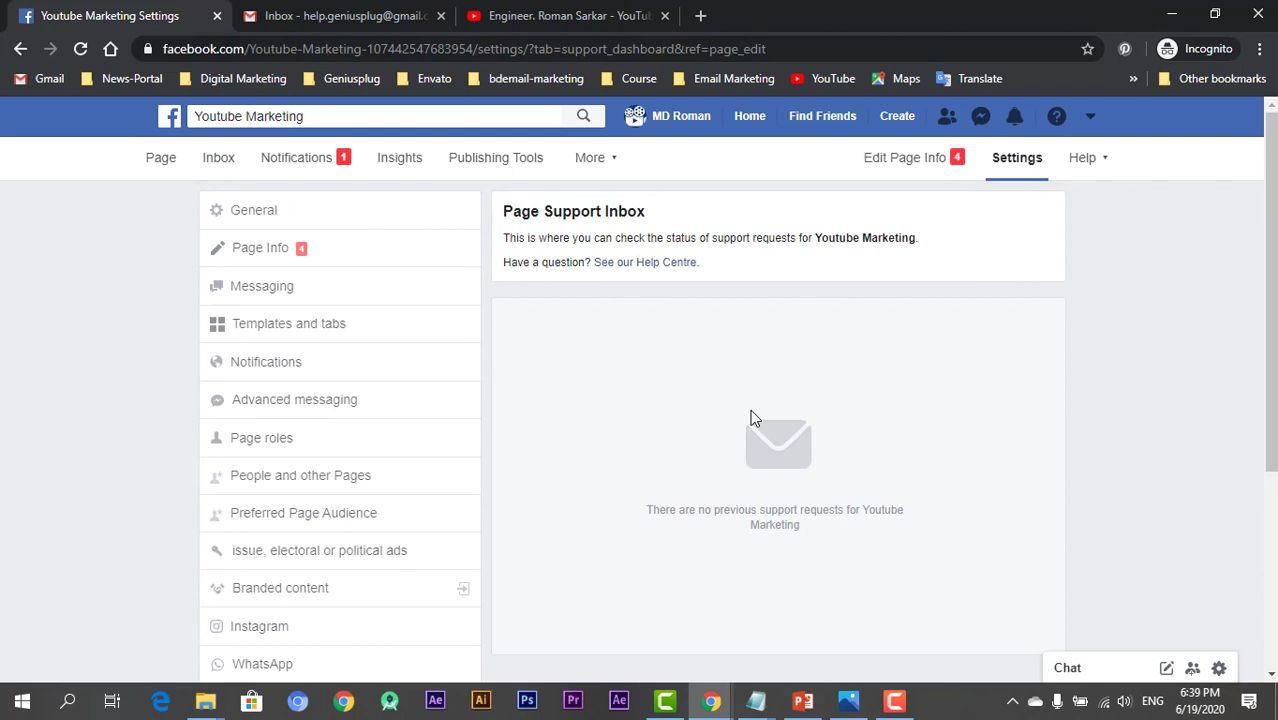 Youtube Marketing Settings
Inbox - help.geniusplug@gmail.c
Engineer. Roman Sarkar - YouTu
facebook.com/Youtube-Marketing-107442547683954/settings/?tab=support_dashboard&ref=page_edit
Incognito
Gmail
News-Portal
Digital Marketing
Geniusplug
Envato
bdemail-marketing
Course
Email Marketing
YouTube
Maps
Translate
»
Other bookmarks
Youtube Marketing
MD Roman
Home
Find Friends
Create
Page
Inbox
Notifications 1
Insights
Publishing Tools
More
Edit Page Info 4
Settings
Help
General
Page Info 4
Messaging
Templates and tabs
Notifications
Advanced messaging
Page roles
People and other Pages
Preferred Page Audience
issue, electoral or political ads
Branded content
Instagram
WhatsApp
Page Support Inbox
This is where you can check the status of support requests for Youtube Marketing.
Have a question? See our Help Centre.
There are no previous support requests for Youtube
Marketing
Chat
Ae
Ai
Ps
Pr
Ae
ENG
6:39 PM
6/19/2020